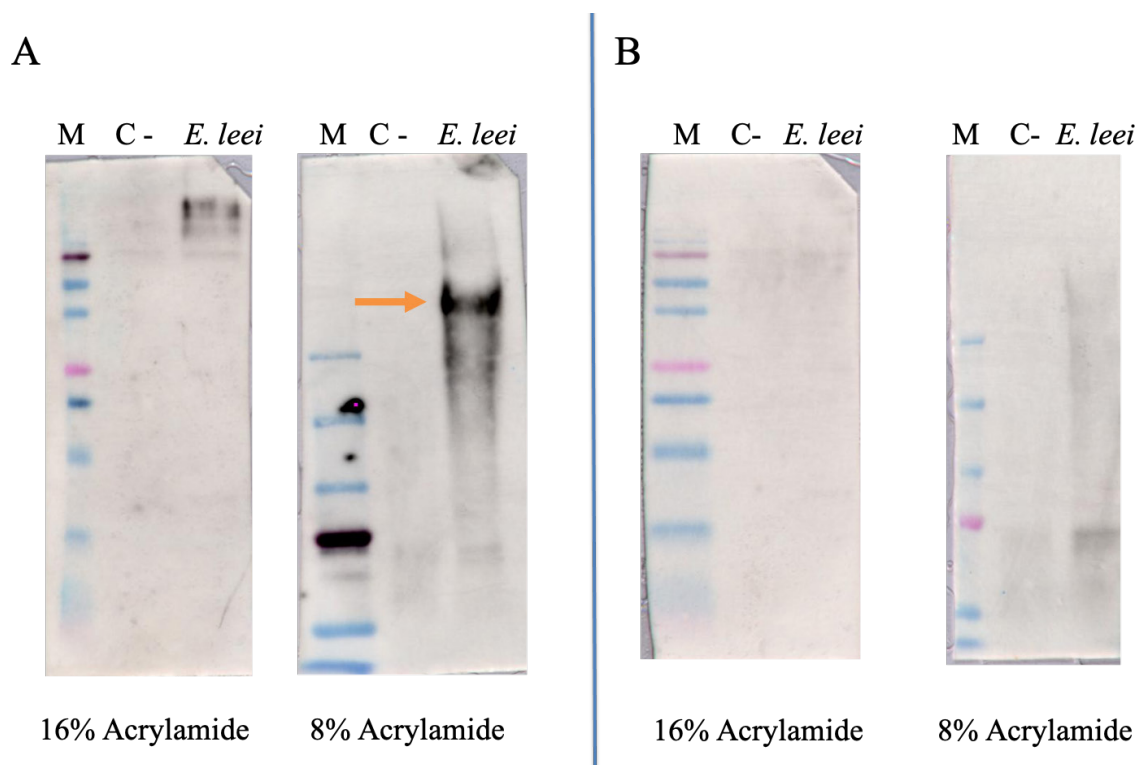 A
B
M C - E. leei
M C - E. leei
M C- E. leei
M C- E. leei
16% Acrylamide
8% Acrylamide
16% Acrylamide
8% Acrylamide